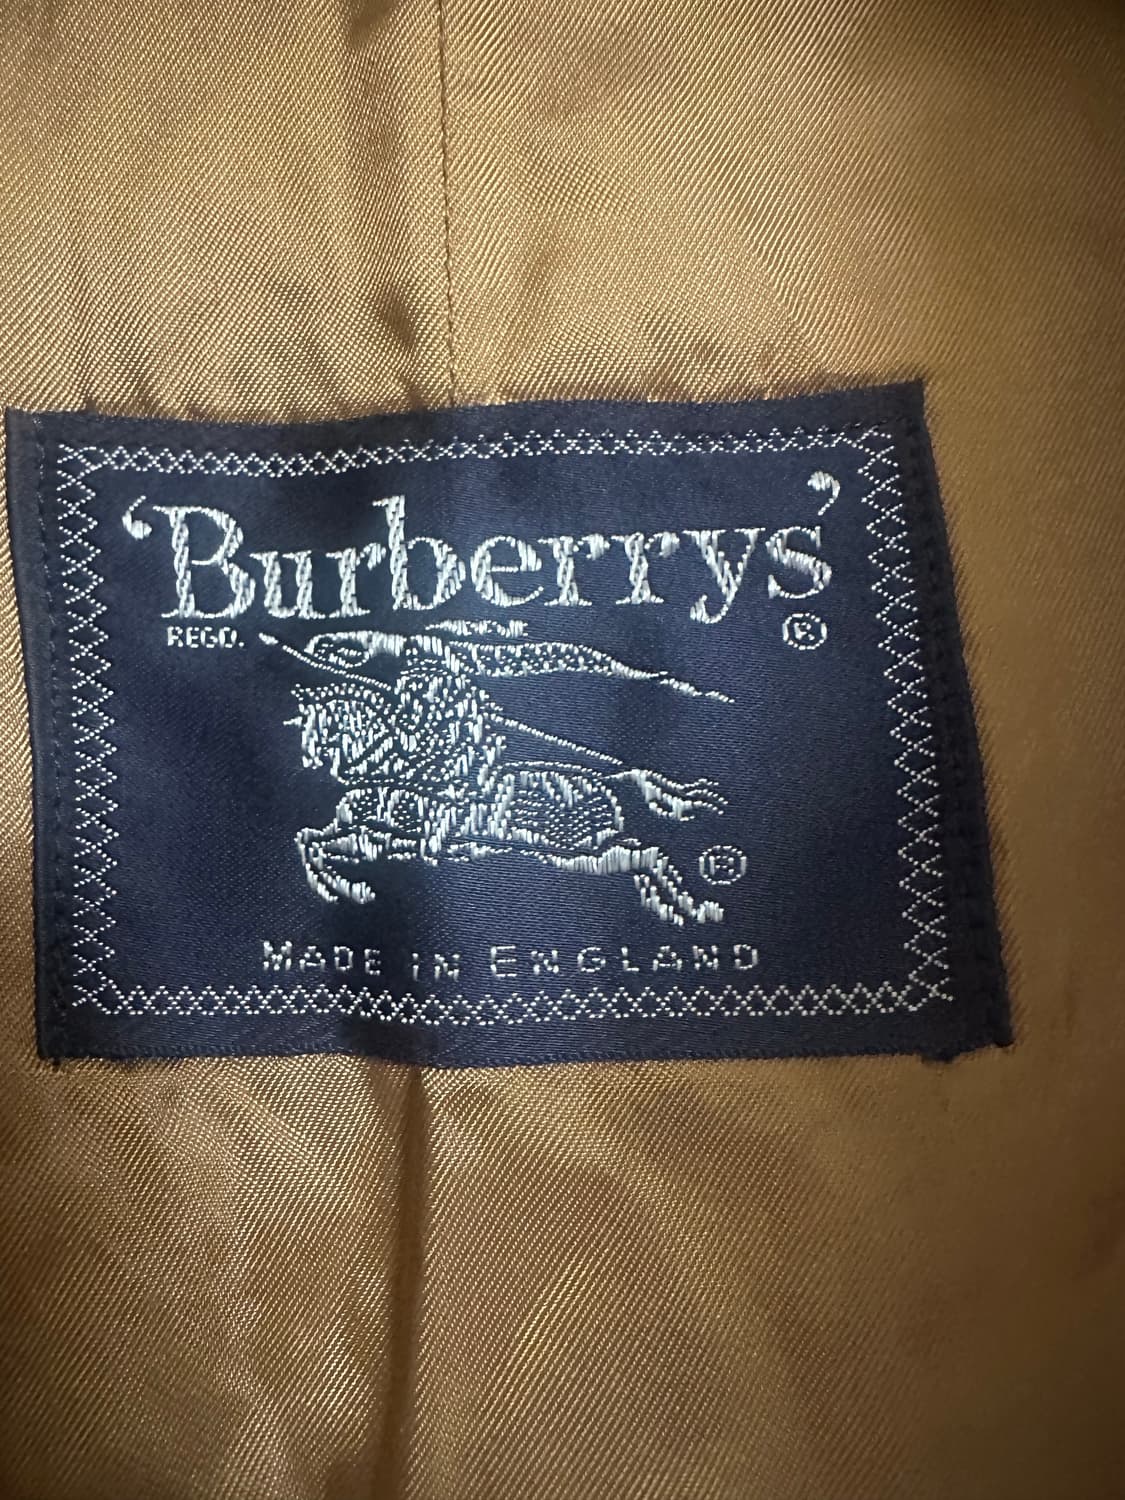 ‘Burberrys’
REGD. ®
®
MADE IN ENGLAND